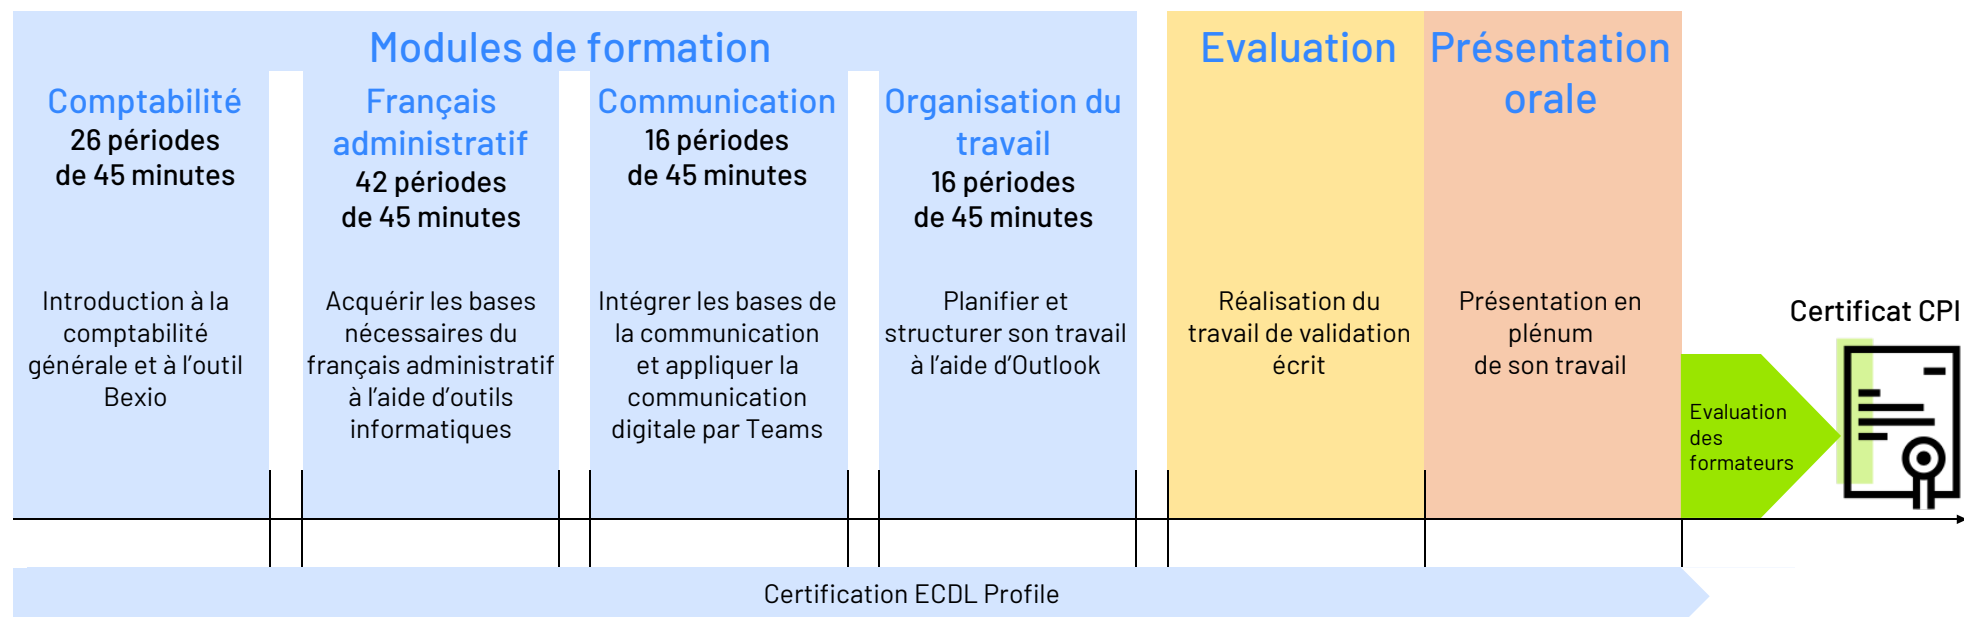 Modules de formation
Comptabilité
26 périodes
de 45 minutes
Introduction à la
comptabilité
générale et à l’outil
Bexio
Français
administratif
42 périodes
de 45 minutes
Acquérir les bases
nécessaires du
français administratif
à l’aide d’outils
informatiques
Communication
16 périodes
de 45 minutes
Intégrer les bases de
la communication
et appliquer la
communication
digitale par Teams
Organisation du
travail
16 périodes
de 45 minutes
Planifier et
structurer son travail
à l’aide d’Outlook
Evaluation
Réalisation du
travail de validation
écrit
Présentation
orale
Présentation en
plénum
de son travail
Evaluation
des
formateurs
Certificat CPI
Certification ECDL Profile